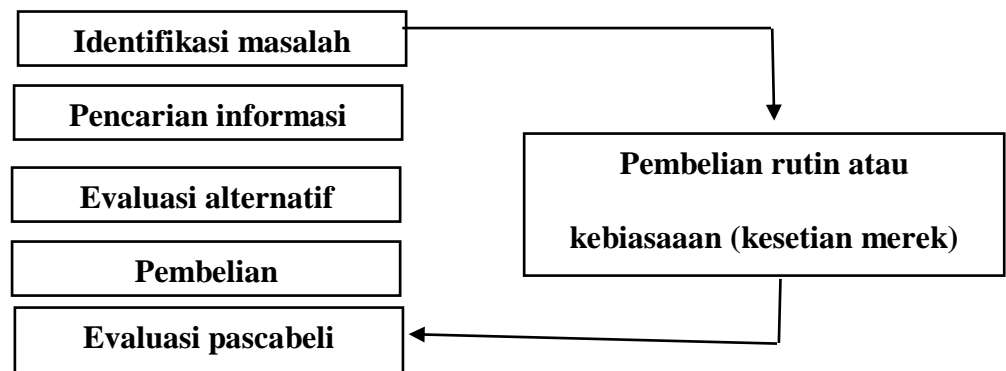 Identifikasi masalah
Pencarian informasi
Evaluasi alternatif
Pembelian
Evaluasi pascabeli
Pembelian rutin atau
kebiasaaan (kesetian merek)